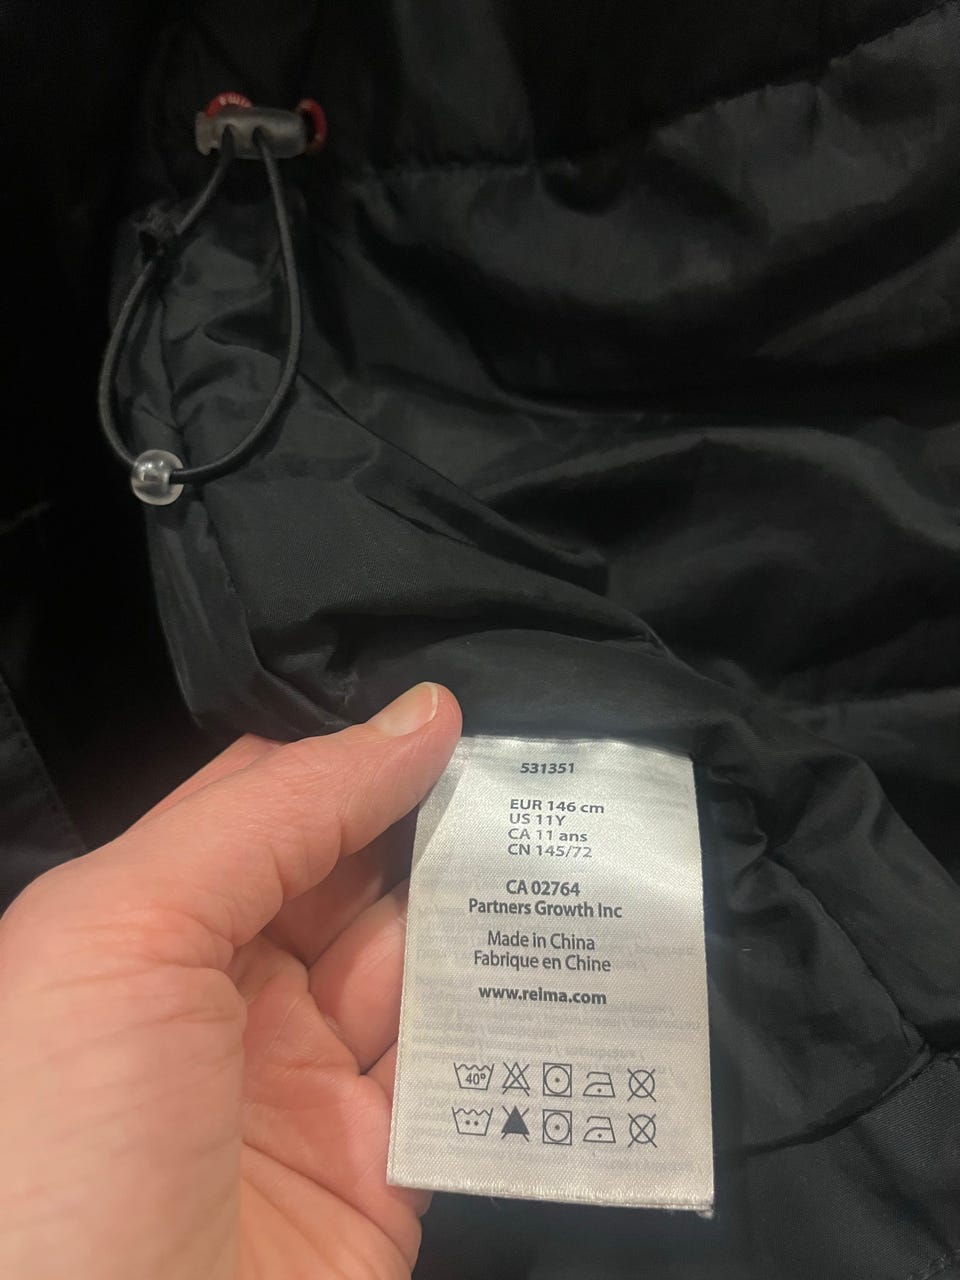 531351
EUR 146 cm
US 11Y
CA 11 ans
CN 145/72
CA 02764
Partners Growth Inc
Made in China
Fabrique en Chine
www.reima.com
40°